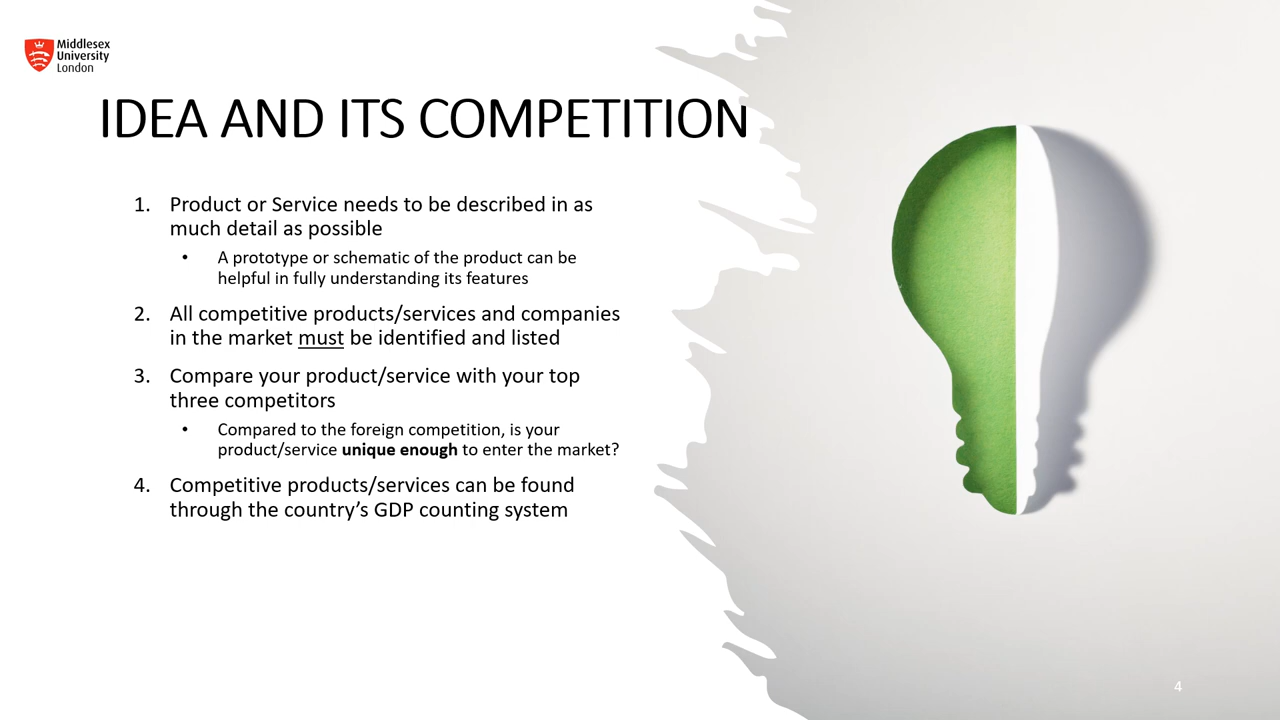 Middlesex
University
London
IDEA AND ITS COMPETITION
1. Product or Service needs to be described in as
much detail as possible
• A prototype or schematic of the product can be
helpful in fully understanding its features
2. All competitive products/services and companies
in the market must be identified and listed
3. Compare your product/service with your top
three competitors
• Compared to the foreign competition, is your
product/service unique enough to enter the market?
4. Competitive products/services can be found
through the country’s GDP counting system
4